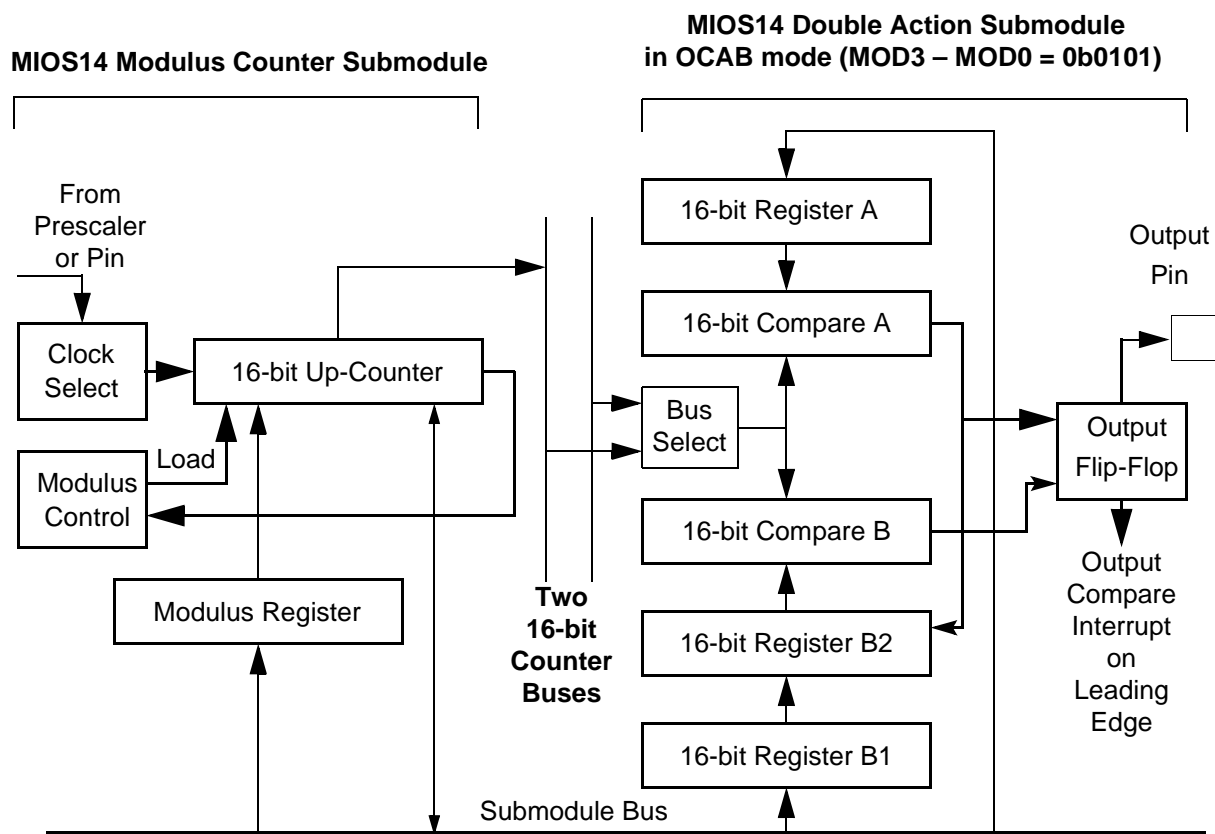 MIOS14 Modulus Counter Submodule
MIOS14 Double Action Submodule
in OCAB mode (MOD3 – MOD0 = 0b0101)
From
Prescaler
or Pin
Clock
Select
16-bit Up-Counter
Load
Modulus
Control
Modulus Register
Two
16-bit
Counter
Buses
16-bit Register A
16-bit Compare A
Bus
Select
16-bit Compare B
16-bit Register B2
16-bit Register B1
Output
Pin
Output
Flip-Flop
Output
Compare
Interrupt
on
Leading
Edge
Submodule Bus